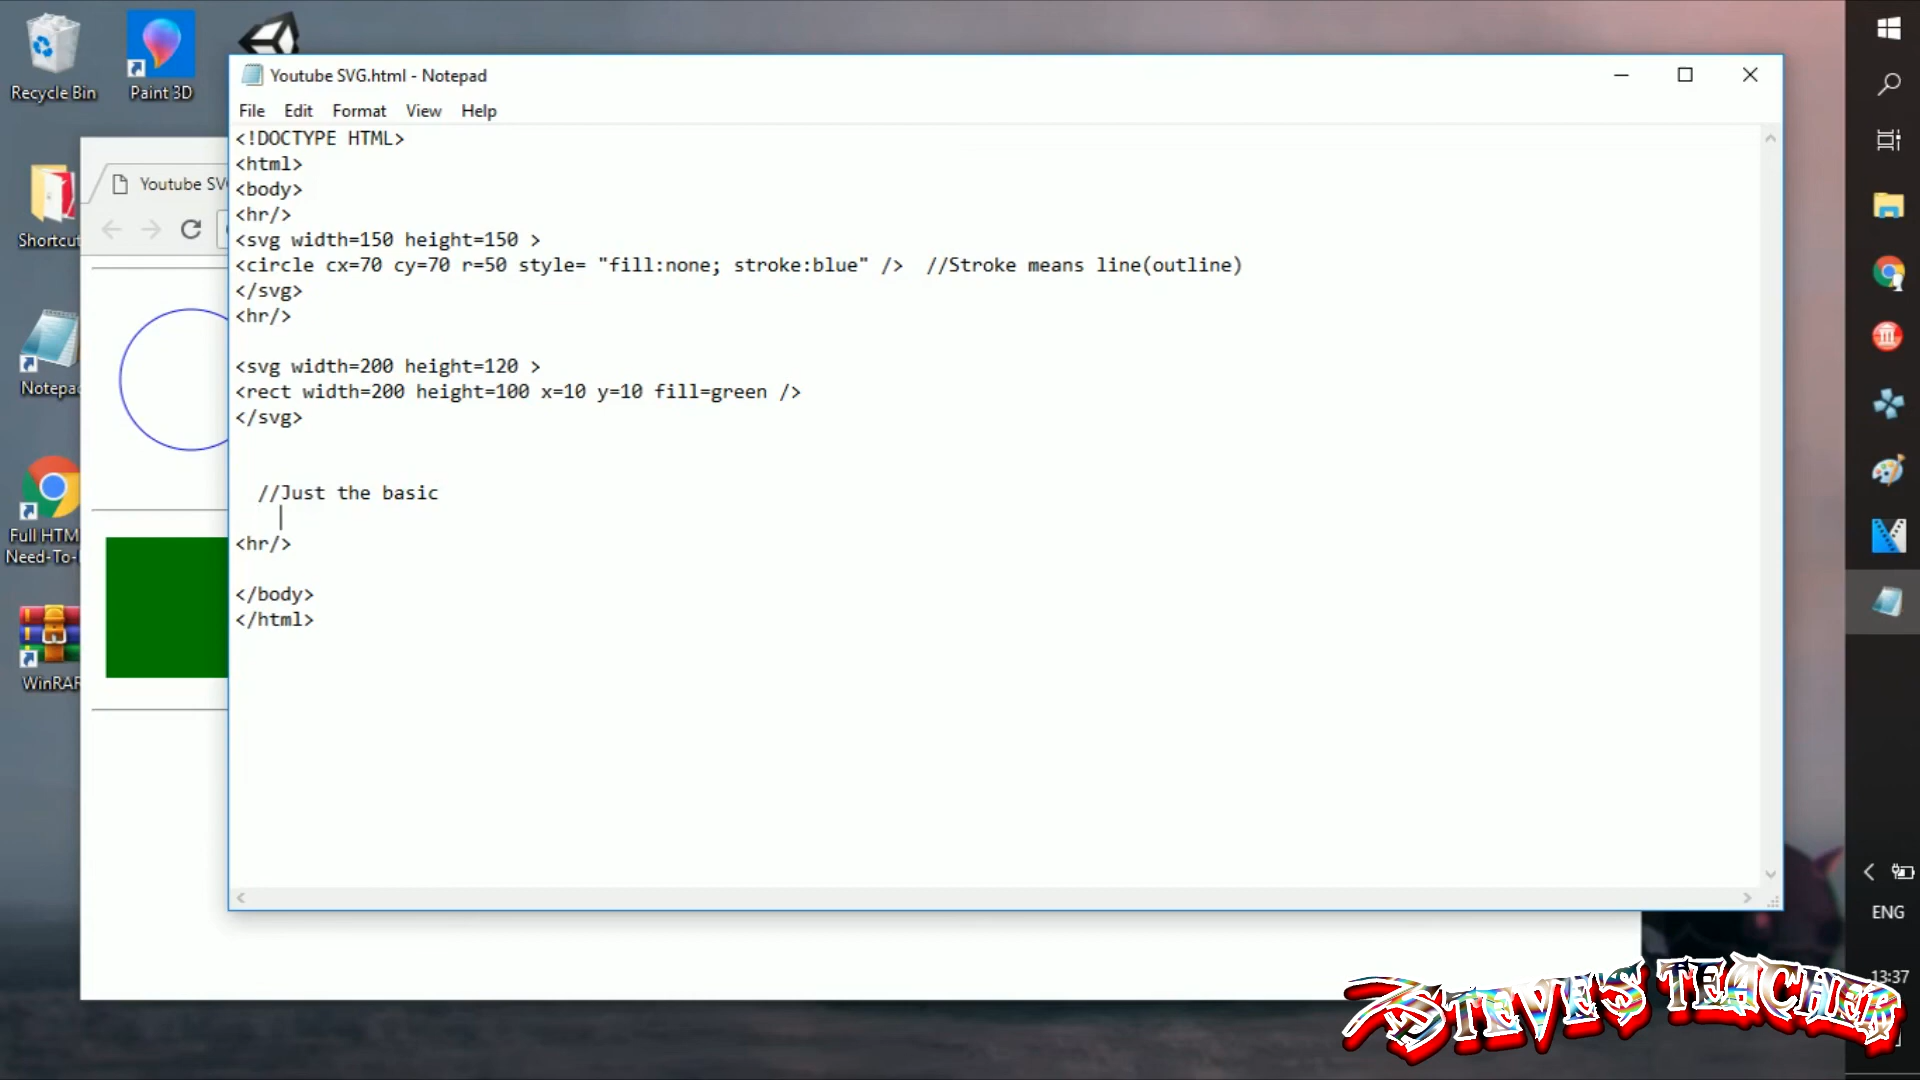 Recycle Bin
Paint 3D
Youtube SVG.html - Notepad
File Edit Format View Help
<!DOCTYPE HTML>
<html>
<body>
<hr/>
<svg width=150 height=150 >
<circle cx=70 cy=70 r=50 style= "fill:none; stroke:blue" />  //Stroke means line(outline)
</svg>
<hr/>
<svg width=200 height=120 >
<rect width=200 height=100 x=10 y=10 fill=green />
</svg>
//Just the basic
<hr/>
</body>
</html>
Youtube SV
Shortcut
Notepad
Full HTM
Need-To-
WinRAR
ENG
13:37
STEVE'S TEACHER